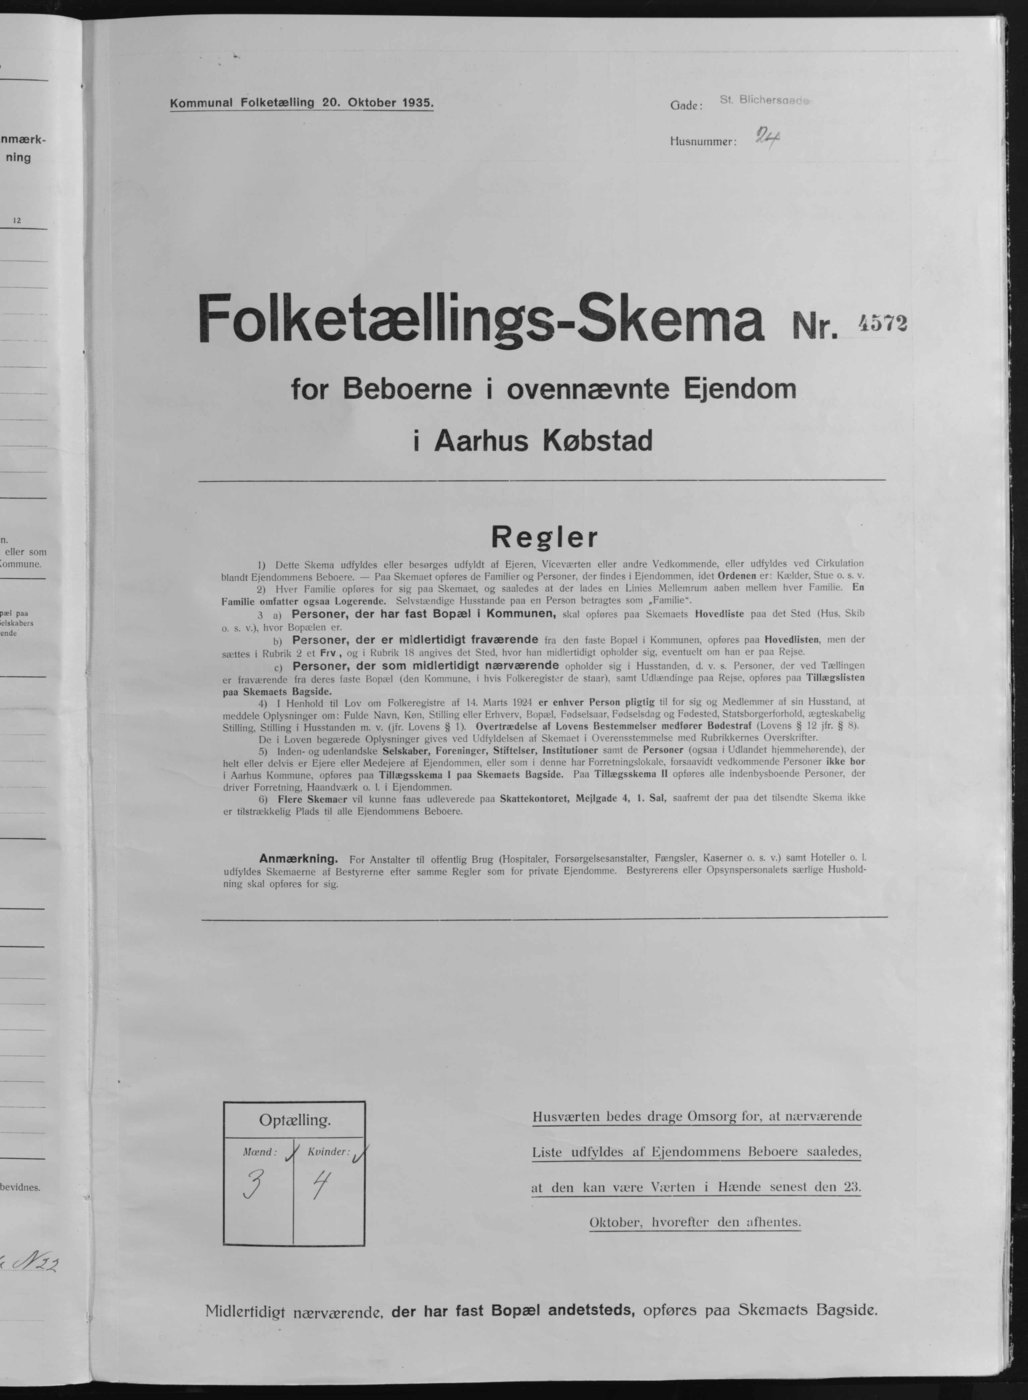 nmærk-
ning
12
n.
eller som
Kommune.
pæl paa
elskabers
ende
bevidnes.
N22
Kommunal Folketælling 20. Oktober 1935.
Gade: St. Blichersgade
Husnummer: 24
Folketællings-Skema Nr. 4572
for Beboerne i ovennævnte Ejendom
i Aarhus Købstad
Regler
1) Dette Skema udfyldes eller besørges udfyldt af Ejeren, Viceværten eller andre Vedkommende, eller udfyldes ved Cirkulation
blandt Ejendommens Beboere. — Paa Skemaet opføres de Familier og Personer, der findes i Ejendommen, idet Ordenen er: Kælder, Stue o. s. v.
2) Hver Familie opføres for sig paa Skemaet, og saaledes at der lades en Linies Mellemrum aaben mellem hver Familie. En
Familie omfatter ogsaa Logerende. Selvstændige Husstande paa en Person betragtes som „Familie“.
3 a) Personer, der har fast Bopæl i Kommunen, skal opføres paa Skemaets Hovedliste paa det Sted (Hus, Skib
o. s. v.), hvor Bopælen er.
b) Personer, der er midlertidigt fraværende fra den faste Bopæl i Kommunen, opføres paa Hovedlisten, men der
sættes i Rubrik 2 et Frv., og i Rubrik 18 angives det Sted, hvor han midlertidigt opholder sig, eventuelt om han er paa Rejse.
c) Personer, der som midlertidigt nærværende opholder sig i Husstanden, d. v. s. Personer, der ved Tællingen
er fraværende fra deres faste Bopæl (den Kommune, i hvis Folkeregister de staar), samt Udlændinge paa Rejse, opføres paa Tillægslisten
paa Skemaets Bagside.
4) I Henhold til Lov om Folkeregistre af 14. Marts 1924 er enhver Person pligtig til for sig og Medlemmer af sin Husstand, at
meddele Oplysninger om: Fulde Navn, Køn, Stilling eller Erhverv, Bopæl, Fødselsaar, Fødselsdag og Fødested, Statsborgerforhold, ægteskabelig
Stilling, Stilling i Husstanden m. v. (jfr. Lovens § 1). Overtrædelse af Lovens Bestemmelser medfører Bødestraf (Lovens § 12 jfr. § 8).
De i Loven begærede Oplysninger gives ved Udfyldelsen af Skemaet i Overensstemmelse med Rubrikkernes Overskrifter.
5) Inden- og udenlandske Selskaber, Foreninger, Stiftelser, Institutioner samt de Personer (ogsaa i Udlandet hjemmehørende), der
helt eller delvis er Ejere eller Medejere af Ejendommen, eller som i denne har Forretningslokale, forsaavidt vedkommende Personer ikke bor
i Aarhus Kommune, opføres paa Tillægsskema I paa Skemaets Bagside. Paa Tillægsskema II opføres alle indenbysboende Personer, der
driver Forretning, Haandværk o. l. i Ejendommen.
6) Flere Skemaer vil kunne faas udleverede paa Skattekontoret, Mejlgade 4, 1. Sal, saafremt der paa det tilsendte Skema ikke
er tilstrækkelig Plads til alle Ejendommens Beboere.
Anmærkning. For Anstalter til offentlig Brug (Hospitaler, Forsørgelsesanstalter, Fængsler, Kaserner o. s. v.) samt Hoteller o. l.
udfyldes Skemaerne af Bestyrerne efter samme Regler som for private Ejendomme. Bestyrerens eller Opsynspersonalets særlige Hushold-
ning skal opføres for sig.
Optælling.
Mænd: Kvinder:
3 4
Husværten bedes drage Omsorg for, at nærværende
Liste udfyldes af Ejendommens Beboere saaledes,
at den kan være Værten i Hænde senest den 23.
Oktober, hvorefter den afhentes.
Midlertidigt nærværende, der har fast Bopæl andetsteds, opføres paa Skemaets Bagside.